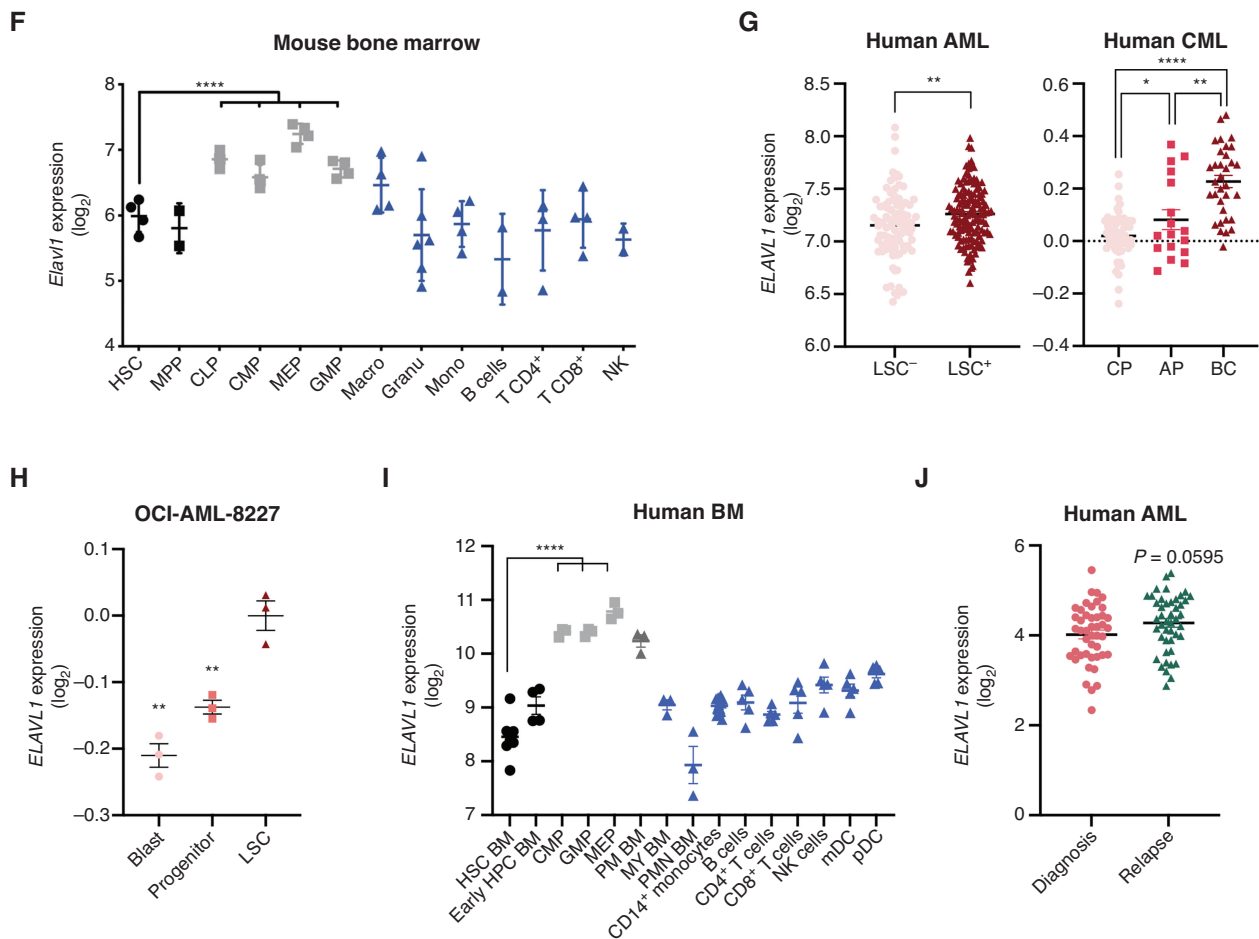 F
Mouse bone marrow
Elavl1 expression
(log2)
8
7
6
5
4
****
HSC
MPP
CLP
CMP
MEP
GMP
Macro
Granu
Mono
B cells
T CD4+
T CD8+
NK
G
Human AML
ELAVL1 expression
(log2)
8.5
8.0
7.5
7.0
6.5
6.0
**
LSC−
LSC+
Human CML
****
*
**
0.6
0.4
0.2
0.0
−0.2
−0.4
CP
AP
BC
H
OCI-AML-8227
ELAVL1 expression
(log2)
0.1
0.0
−0.1
−0.2
−0.3
**
**
Blast
Progenitor
LSC
I
Human BM
ELAVL1 expression
(log2)
12
11
10
9
8
7
****
HSC BM
Early HPC BM
CMP
GMP
MEP
PM BM
MY BM
PMN BM
CD14+ monocytes
B cells
CD4+ T cells
CD8+ T cells
NK cells
mDC
pDC
J
Human AML
ELAVL1 expression
(log2)
6
4
2
0
P = 0.0595
Diagnosis
Relapse